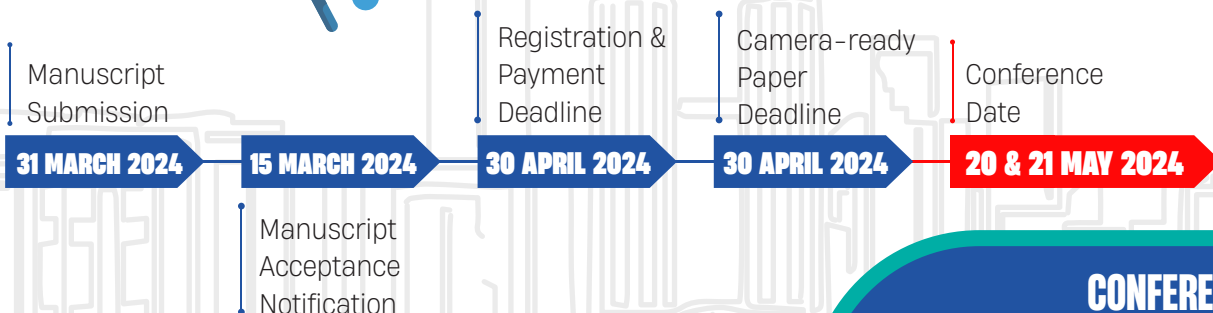 Manuscript
Submission
31 MARCH 2024
15 MARCH 2024
Manuscript
Acceptance
Notification
Registration &
Payment
Deadline
30 APRIL 2024
Camera-ready
Paper
Deadline
30 APRIL 2024
Conference
Date
20 & 21 MAY 2024
CONFERE